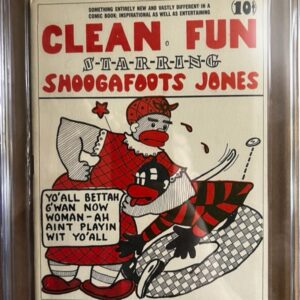 SOMETHING ENTIRELY NEW AND VASTLY DIFFERENT IN A
COMIC BOOK; INSPIRATIONAL AS WELL AS ENTERTAINING
10¢
CLEAN FUN
STARRING
SHOOGAFOOTS JONES
YO'ALL BETTAH
G'WAN NOW
WOMAN-AH
AINT PLAYIN
WIT YO'ALL